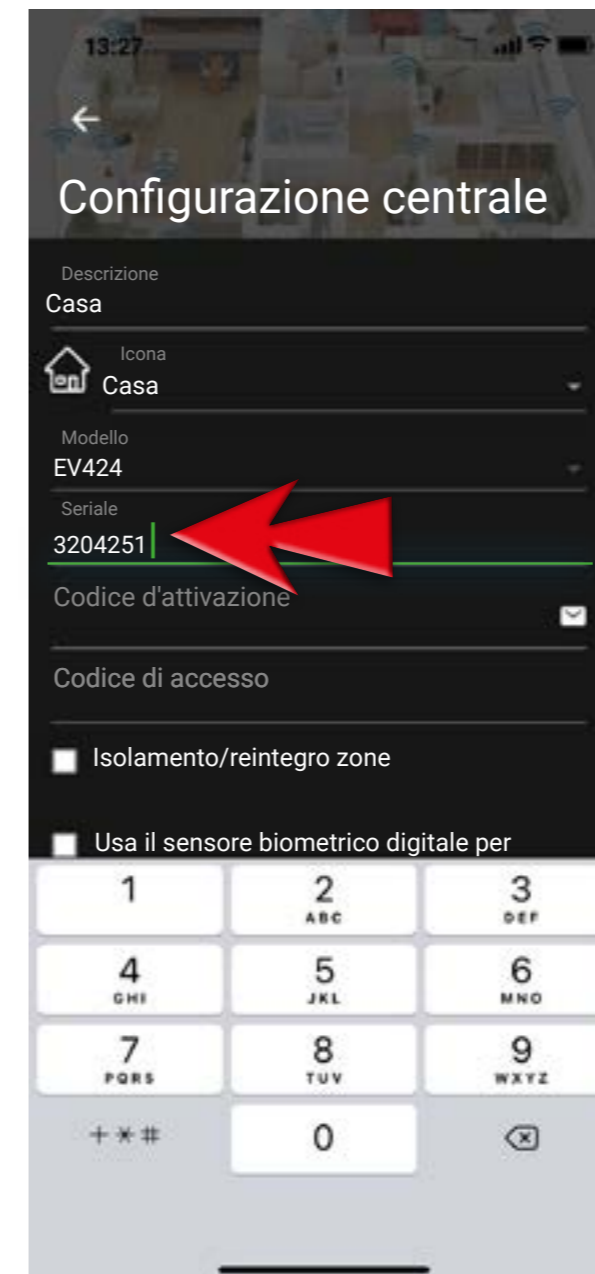 13:27
Configurazione centrale
Descrizione
Casa
Icona
Casa
Modello
EV424
Seriale
3204251
Codice d'attivazione
Codice di accesso
Isolamento/reintegro zone
Usa il sensore biometrico digitale per
1 2 3
ABC DEF
4 5 6
GHI JKL MNO
7 8 9
PQRS TUV WXYZ
+*# 0